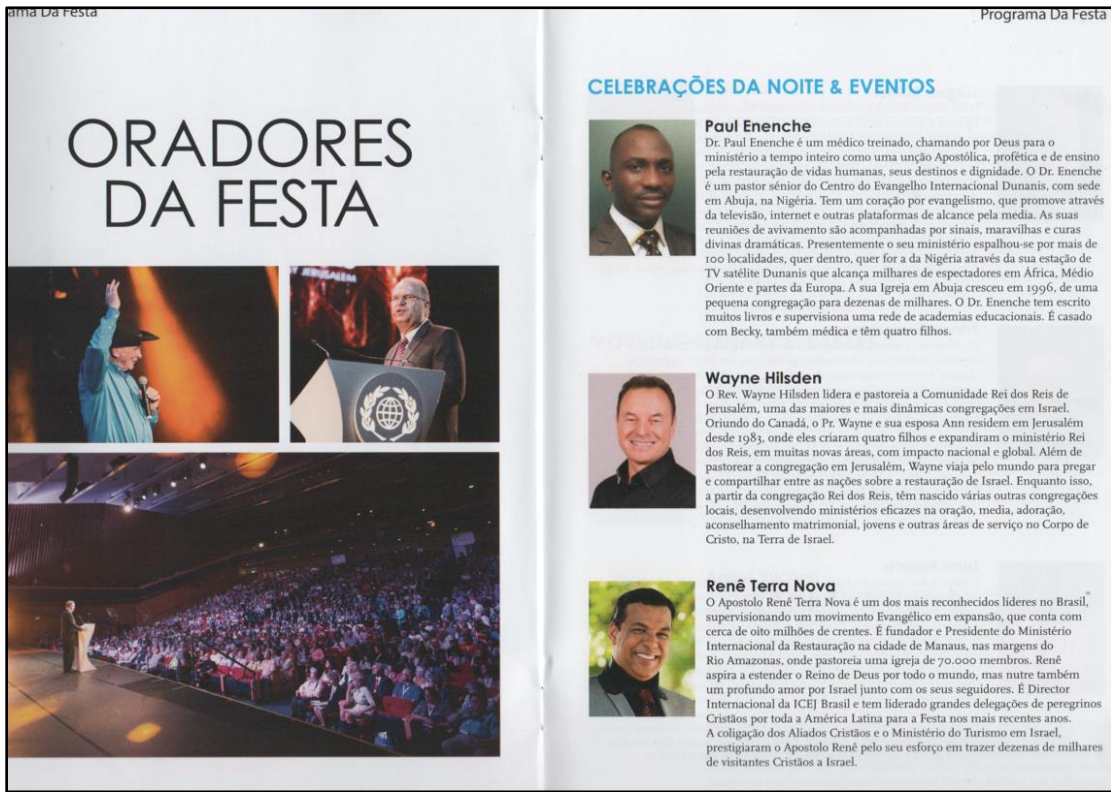 ama Da Festa
ORADORES
DA FESTA
JERUSALEM
Programa Da Festa
CELEBRAÇÕES DA NOITE & EVENTOS
Paul Enenche
Dr. Paul Enenche é um médico treinado, chamando por Deus para o
ministério a tempo inteiro como uma unção Apostólica, profética e de ensino
pela restauração de vidas humanas, seus destinos e dignidade. O Dr. Enenche
é um pastor sénior do Centro do Evangelho Internacional Dunanis, com sede
em Abuja, na Nigéria. Tem um coração por evangelismo, que promove através
da televisão, internet e outras plataformas de alcance pela media. As suas
reuniões de avivamento são acompanhadas por sinais, maravilhas e curas
divinas dramáticas. Presentemente o seu ministério espalhou-se por mais de
100 localidades, quer dentro, quer for a da Nigéria através da sua estação de
TV satélite Dunanis que alcança milhares de espectadores em África, Médio
Oriente e partes da Europa. A sua Igreja em Abuja cresceu em 1996, de uma
pequena congregação para dezenas de milhares. O Dr. Enenche tem escrito
muitos livros e supervisiona uma rede de academias educacionais. É casado
com Becky, também médica e têm quatro filhos.
Wayne Hilsden
O Rev. Wayne Hilsden lidera e pastoreia a Comunidade Rei dos Reis de
Jerusalém, uma das maiores e mais dinâmicas congregações em Israel.
Oriundo do Canadá, o Pr. Wayne e sua esposa Ann residem em Jerusalém
desde 1983, onde eles criaram quatro filhos e expandiram o ministério Rei
dos Reis, em muitas novas áreas, com impacto nacional e global. Além de
pastorear a congregação em Jerusalém, Wayne viaja pelo mundo para pregar
e compartilhar entre as nações sobre a restauração de Israel. Enquanto isso,
a partir da congregação Rei dos Reis, têm nascido várias outras congregações
locais, desenvolvendo ministérios eficazes na oração, media, adoração,
aconselhamento matrimonial, jovens e outras áreas de serviço no Corpo de
Cristo, na Terra de Israel.
Renê Terra Nova
O Apostolo Renê Terra Nova é um dos mais reconhecidos líderes no Brasil,
supervisionando um movimento Evangélico em expansão, que conta com
cerca de oito milhões de crentes. É fundador e Presidente do Ministério
Internacional da Restauração na cidade de Manaus, nas margens do
Rio Amazonas, onde pastoreia uma igreja de 70.000 membros. Renê
aspira a estender o Reino de Deus por todo o mundo, mas nutre também
um profundo amor por Israel junto com os seus seguidores. É Director
Internacional da ICEJ Brasil e tem liderado grandes delegações de peregrinos
Cristãos por toda a América Latina para a Festa nos mais recentes anos.
A coligação dos Aliados Cristãos e o Ministério do Turismo em Israel,
prestigiaram o Apostolo Renê pelo seu esforço em trazer dezenas de milhares
de visitantes Cristãos a Israel.